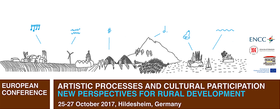 ENCC
EUROPEAN
CONFERENCE
ARTISTIC PROCESSES AND CULTURAL PARTICIPATION
NEW PERSPECTIVES FOR RURAL DEVELOPMENT
25-27 October 2017, Hildesheim, Germany